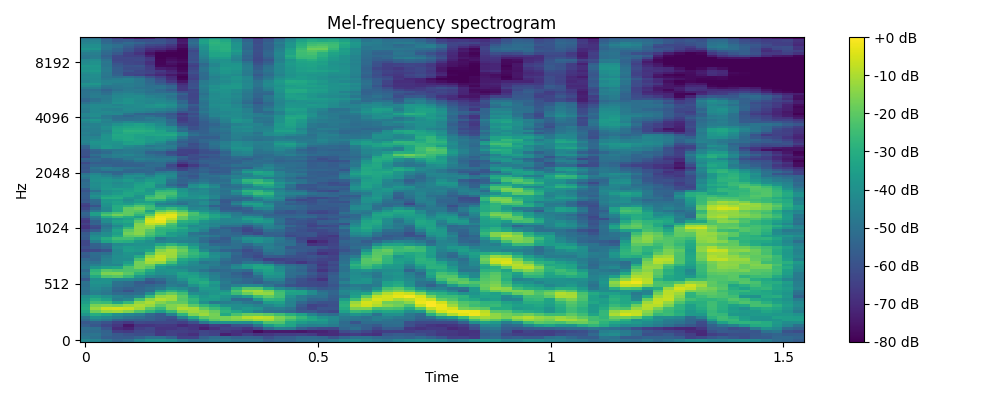 Mel-frequency spectrogram
Hz
8192
4096
2048
1024
512
0
0
0.5
1
1.5
Time
+0 dB
-10 dB
-20 dB
-30 dB
-40 dB
-50 dB
-60 dB
-70 dB
-80 dB